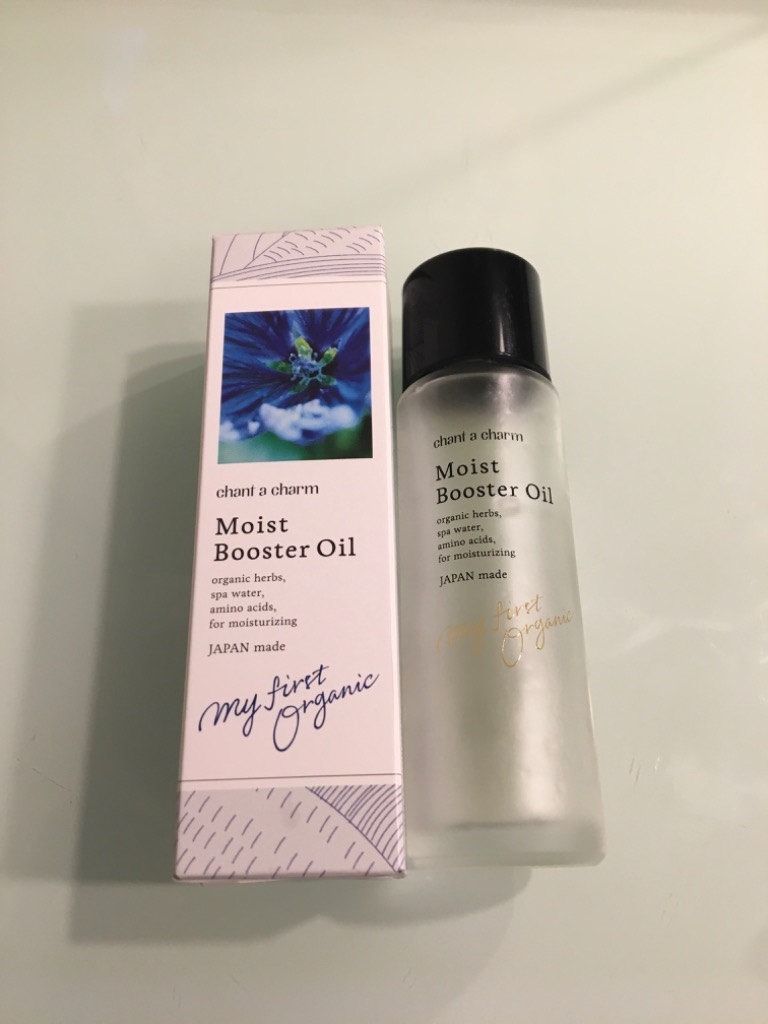 chant a charm
Moist
Booster Oil
organic herbs,
spa water,
amino acids,
for moisturizing
JAPAN made
my first
Organic
chant a charm
Moist
Booster Oil
organic herbs,
spa water,
amino acids,
for moisturizing
JAPAN made
my first
Organic